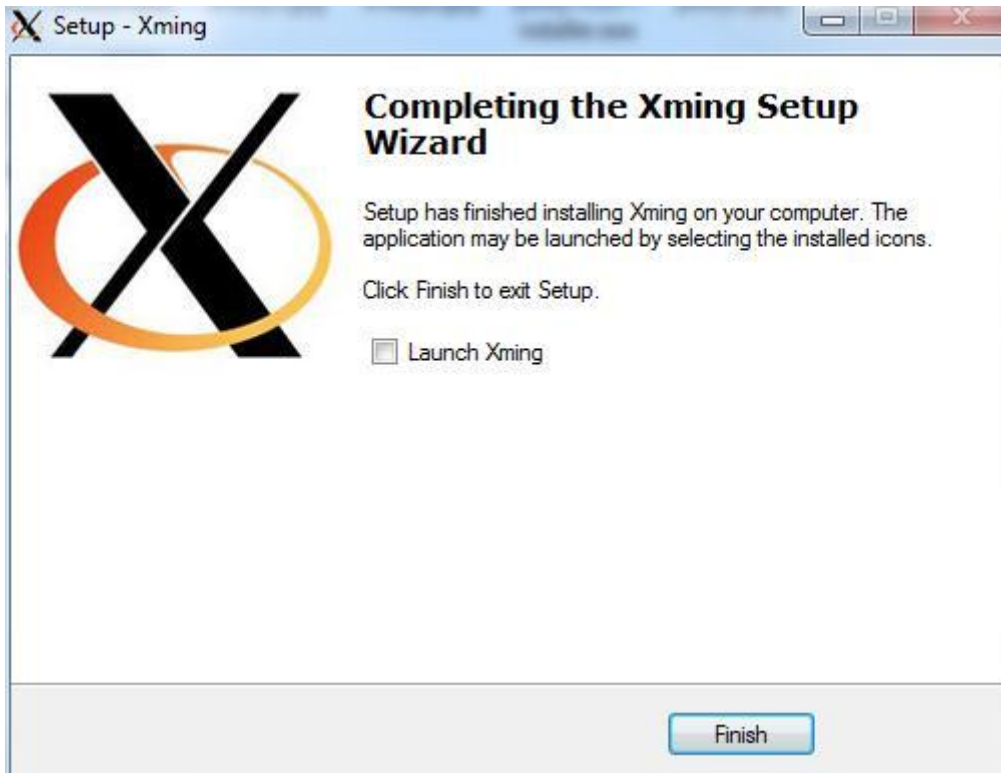 Setup - Xming
Completing the Xming Setup
Wizard
Setup has finished installing Xming on your computer. The
application may be launched by selecting the installed icons.
Click Finish to exit Setup.
Launch Xming
Finish